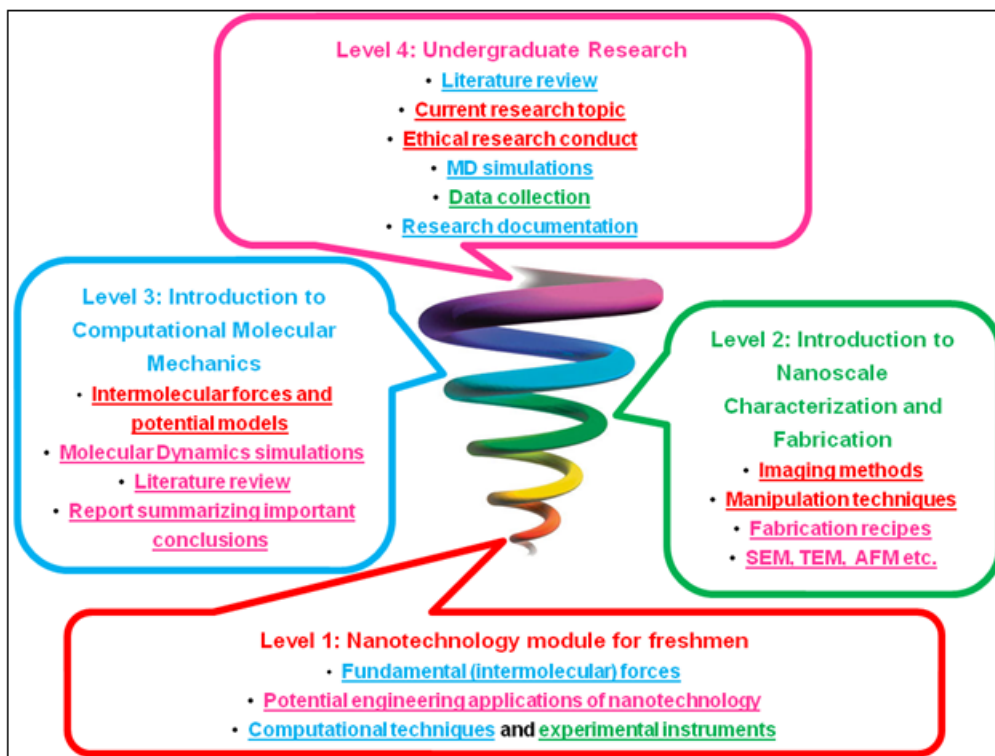 Level 4: Undergraduate Research
• Literature review
• Current research topic
• Ethical research conduct
• MD simulations
• Data collection
• Research documentation
Level 3: Introduction to
Computational Molecular
Mechanics
• Intermolecular forces and
potential models
• Molecular Dynamics simulations
• Literature review
• Report summarizing important
conclusions
Level 2: Introduction to
Nanoscale
Characterization and
Fabrication
• Imaging methods
• Manipulation techniques
• Fabrication recipes
• SEM, TEM, AFM etc.
Level 1: Nanotechnology module for freshmen
• Fundamental (intermolecular) forces
• Potential engineering applications of nanotechnology
• Computational techniques and experimental instruments